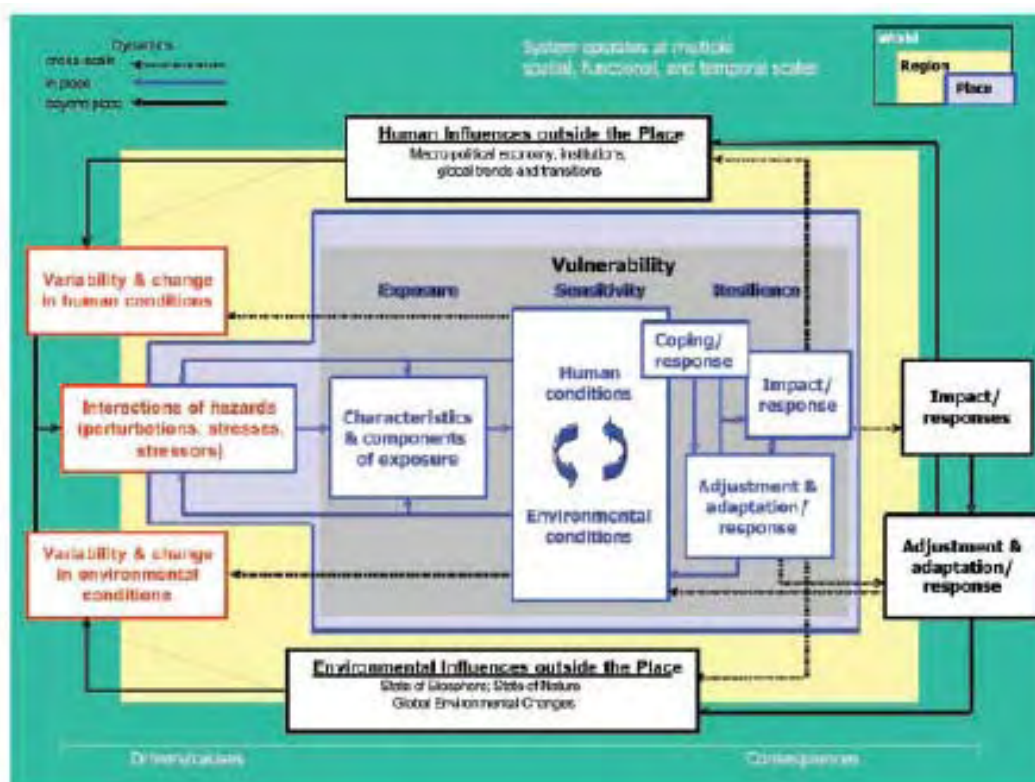 Dynamics
cross-scale
in place
beyond place
System operates at multiple
spatial, functional, and temporal scales
World
Region
Place
Human Influences outside the Place
Macro-political economy, institutions,
global trends and transitions
Variability & change
in human conditions
Vulnerability
Exposure
Sensitivity
Resilience
Coping/
response
Impact/
response
Human
conditions
Interactions of hazards
(perturbations, stresses,
stressors)
Characteristics
& components
of exposure
Impact/
responses
Environmental
conditions
Adjustment &
adaptation/
response
Variability & change
in environmental
conditions
Adjustment &
adaptation/
response
Environmental Influences outside the Place
State of Biosphere; State of Nature
Global Environmental Changes
Drivers/causes
Consequences